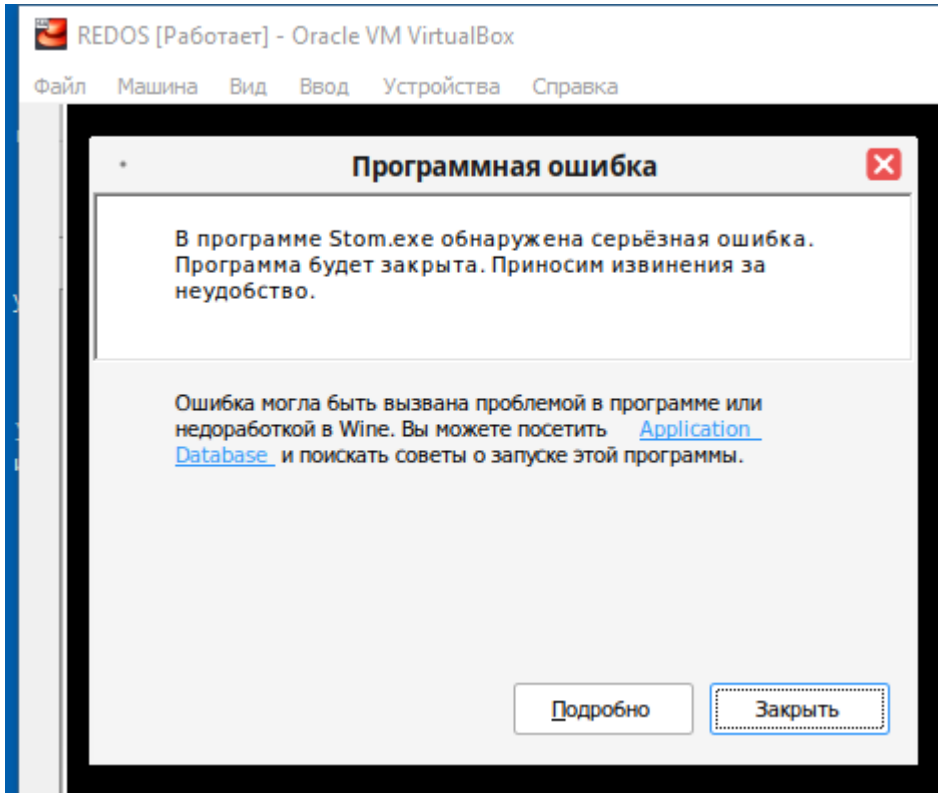 REDOS [Работает] - Oracle VM VirtualBox
Файл Машина Вид Ввод Устройства Справка
Программная ошибка
В программе Stom.exe обнаружена серьёзная ошибка.
Программа будет закрыта. Приносим извинения за
неудобство.
Ошибка могла быть вызвана проблемой в программе или
недоработкой в Wine. Вы можете посетить Application
Database и поискать советы о запуске этой программы.
Подробно Закрыть